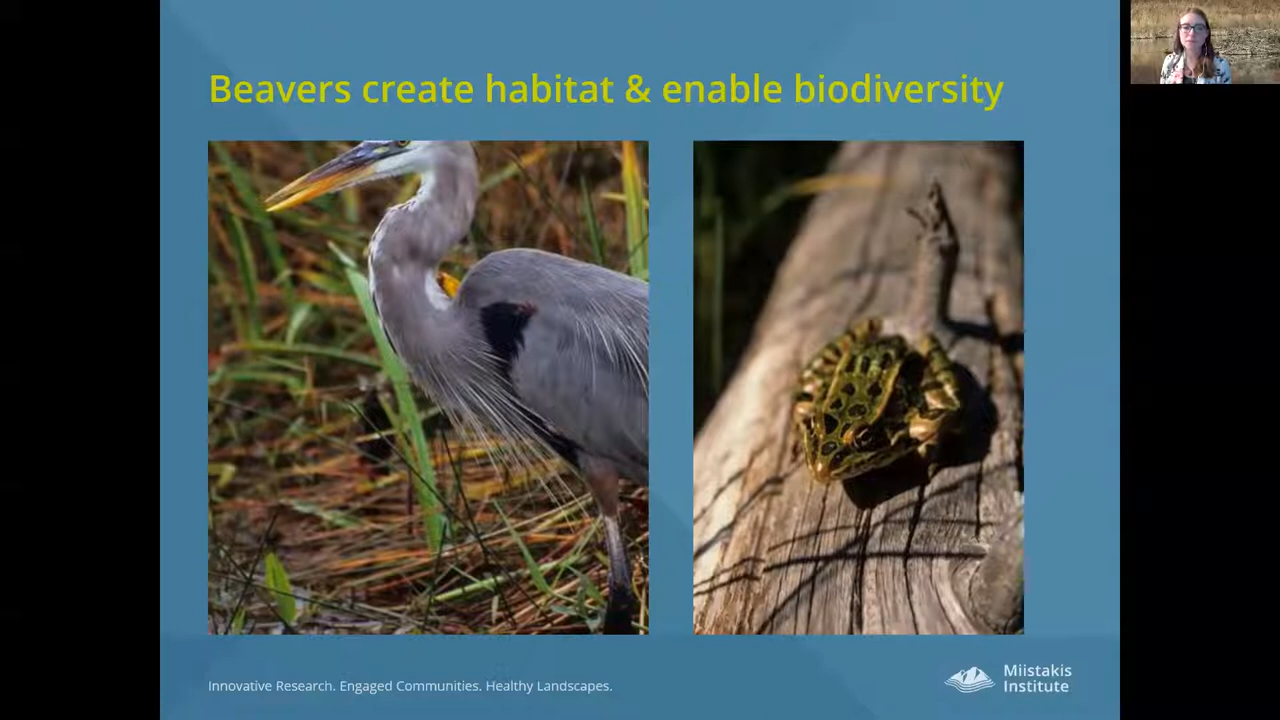 Beavers create habitat & enable biodiversity
Innovative Research. Engaged Communities. Healthy Landscapes.
Miistakis
Institute